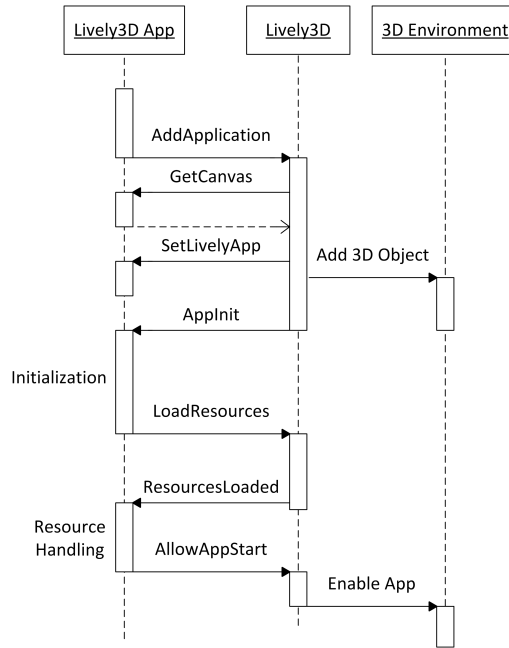 Lively3D App
Lively3D
3D Environment
AddApplication
GetCanvas
SetLivelyApp
Add 3D Object
AppInit
Initialization
LoadResources
ResourcesLoaded
Resource
Handling
AllowAppStart
Enable App